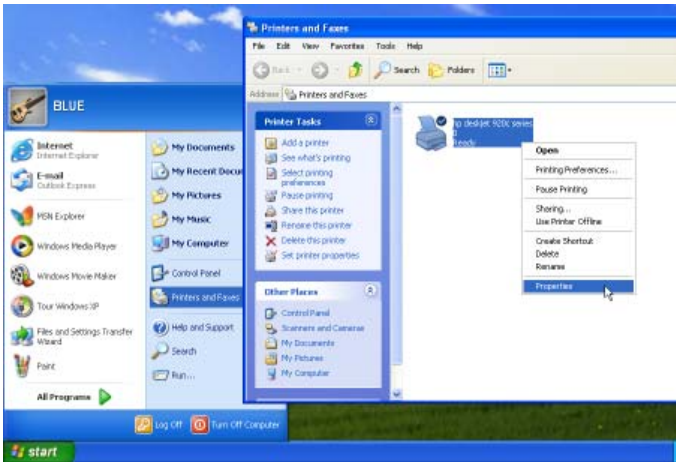 Printers and Faxes
File Edit View Favorites Tools Help
Back Search Folders
Address Printers and Faxes
Printer Tasks
Add a printer
See what's printing
Select printing
preferences
Pause printing
Share this printer
Rename this printer
Delete this printer
Set printer properties
Other Places
Control Panel
Scanners and Cameras
My Documents
My Pictures
My Computer
hp deskjet 920c series
0
Ready
Open
Printing Preferences...
Pause Printing
Sharing...
Use Printer Offline
Create Shortcut
Delete
Rename
Properties
BLUE
Internet
Internet Explorer
E-mail
Outlook Express
MSN Explorer
Windows Media Player
Windows Movie Maker
Tour Windows XP
Files and Settings Transfer
Wizard
Paint
All Programs
My Documents
My Recent Docu
My Pictures
My Music
My Computer
Control Panel
Printers and Faxes
Help and Support
Search
Run...
Log Off Turn Off Computer
start